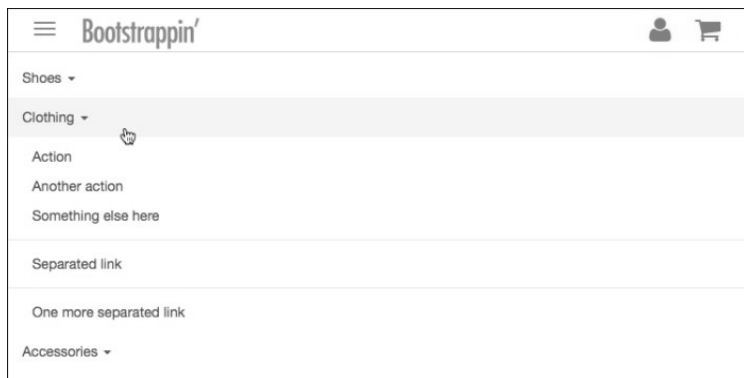 Bootstrappin'
Shoes
Clothing
Action
Another action
Something else here
Separated link
One more separated link
Accessories